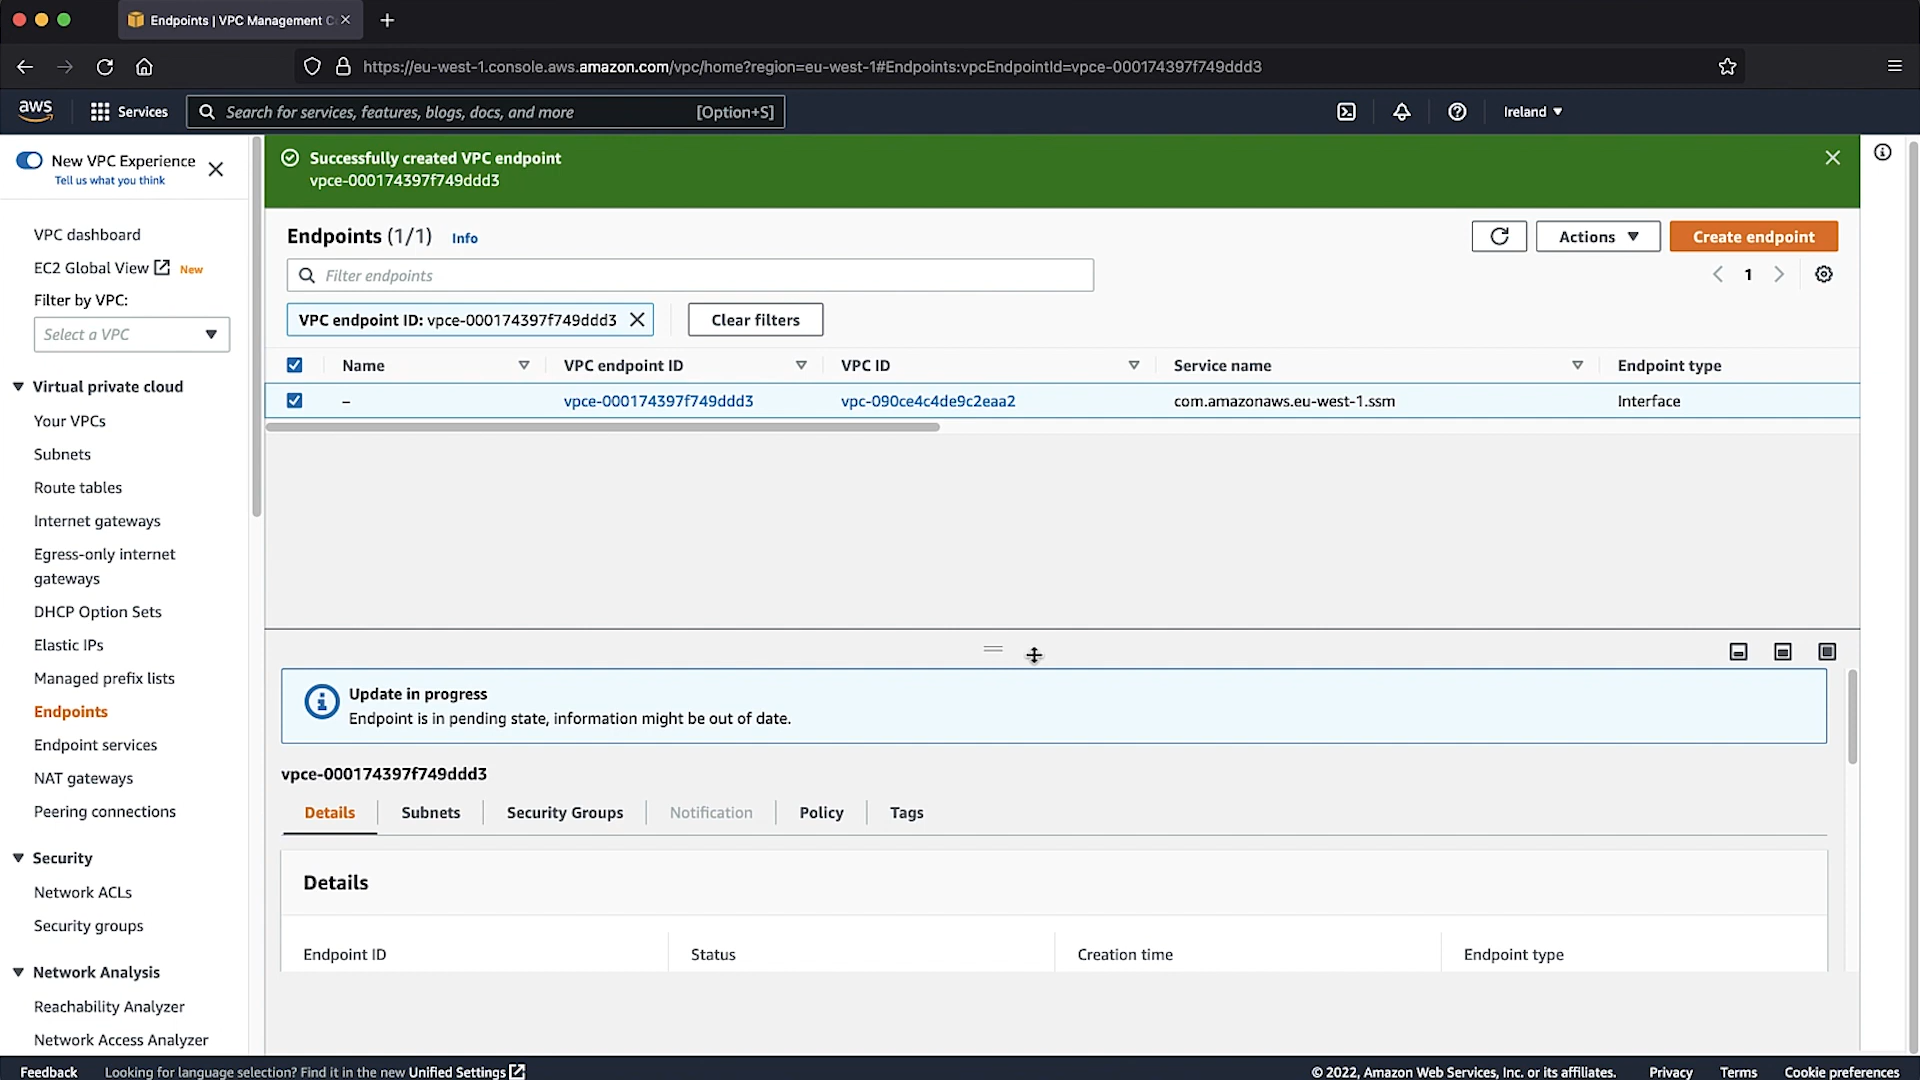 Endpoints | VPC Management C
https://eu-west-1.console.aws.amazon.com/vpc/home?region=eu-west-1#Endpoints:vpcEndpointId=vpce-000174397f749ddd3
aws
Services
Search for services, features, blogs, docs, and more
[Option+S]
Ireland
New VPC Experience
Tell us what you think
VPC dashboard
EC2 Global View
New
Filter by VPC:
Select a VPC
Virtual private cloud
Your VPCs
Subnets
Route tables
Internet gateways
Egress-only internet
gateways
DHCP Option Sets
Elastic IPs
Managed prefix lists
Endpoints
Endpoint services
NAT gateways
Peering connections
Security
Network ACLs
Security groups
Network Analysis
Reachability Analyzer
Network Access Analyzer
Successfully created VPC endpoint
vpce-000174397f749ddd3
Endpoints (1/1)
Info
Actions
Create endpoint
Filter endpoints
1
VPC endpoint ID: vpce-000174397f749ddd3
Clear filters
Name
VPC endpoint ID
VPC ID
Service name
Endpoint type
–
vpce-000174397f749ddd3
vpc-090ce4c4de9c2eaa2
com.amazonaws.eu-west-1.ssm
Interface
Update in progress
Endpoint is in pending state, information might be out of date.
vpce-000174397f749ddd3
Details
Subnets
Security Groups
Notification
Policy
Tags
Details
Endpoint ID
Status
Creation time
Endpoint type
Feedback
Looking for language selection? Find it in the new Unified Settings
© 2022, Amazon Web Services, Inc. or its affiliates.
Privacy
Terms
Cookie preferences